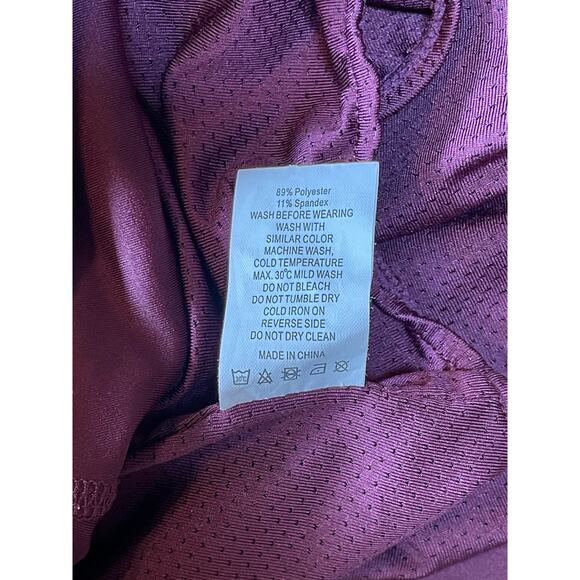 89% Polyester
11% Spandex
WASH BEFORE WEARING
WASH WITH
SIMILAR COLOR
MACHINE WASH,
COLD TEMPERATURE
MAX. 30°C MILD WASH
DO NOT BLEACH
DO NOT TUMBLE DRY
COLD IRON ON
REVERSE SIDE
DO NOT DRY CLEAN
MADE IN CHINA
30°C